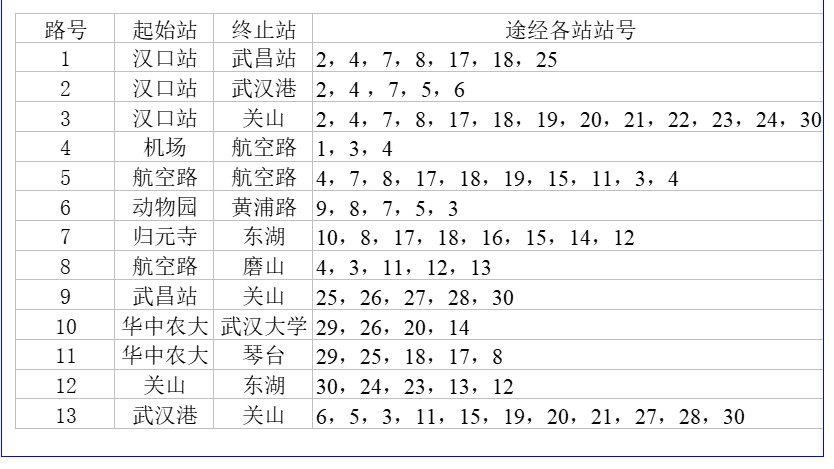 路号 起始站 终止站 途经各站站号
1 汉口站 武昌站 2，4，7，8，17，18，25
2 汉口站 武汉港 2，4 ，7，5，6
3 汉口站 关山 2，4，7，8，17，18，19，20，21，22，23，24，30
4 机场 航空路 1，3，4
5 航空路 航空路 4，7，8，17，18，19，15，11，3，4
6 动物园 黄浦路 9，8，7，5，3
7 归元寺 东湖 10，8，17，18，16，15，14，12
8 航空路 磨山 4，3，11，12，13
9 武昌站 关山 25，26，27，28，30
10 华中农大 武汉大学 29，26，20，14
11 华中农大 琴台 29，25，18，17，8
12 关山 东湖 30，24，23，13，12
13 武汉港 关山 6，5，3，11，15，19，20，21，27，28，30